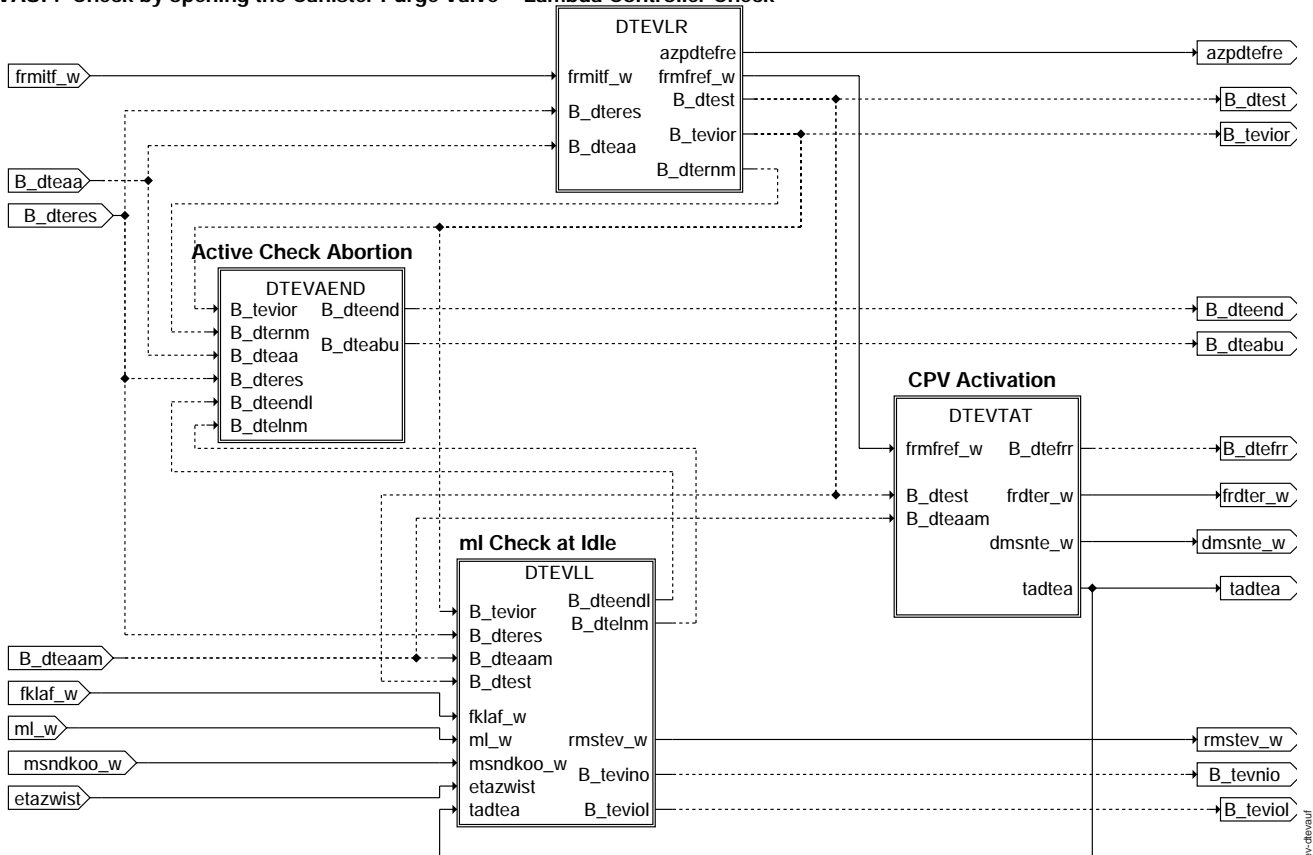 DTEVLR
azpdtefre
frmitf_w
frmfref_w
B_dtest
B_dteres
B_tevior
B_dteaa
B_dternm
frmitf_w
B_dteaa
B_dteres
azpdtefre
B_dtest
B_tevior
Active Check Abortion
DTEVAEND
B_tevior B_dteend
B_dternm
B_dteabu
B_dteaa
B_dteres
B_dteendl
B_dtelnm
B_dteend
B_dteabu
CPV Activation
DTEVTAT
frmfref_w B_dtefrr
B_dtest frdter_w
B_dteaam
dmsnte_w
tadtea
B_dtefrr
frdter_w
dmsnte_w
tadtea
ml Check at Idle
DTEVLL
B_dteendl
B_tevior
B_dtelnm
B_dteres
B_dteaam
B_dtest
fklaf_w
ml_w rmstev_w
msndkoo_w
B_tevino
etazwist
tadtea B_teviol
B_dteaam
fklaf_w
ml_w
msndkoo_w
etazwist
rmstev_w
B_tevnio
B_teviol